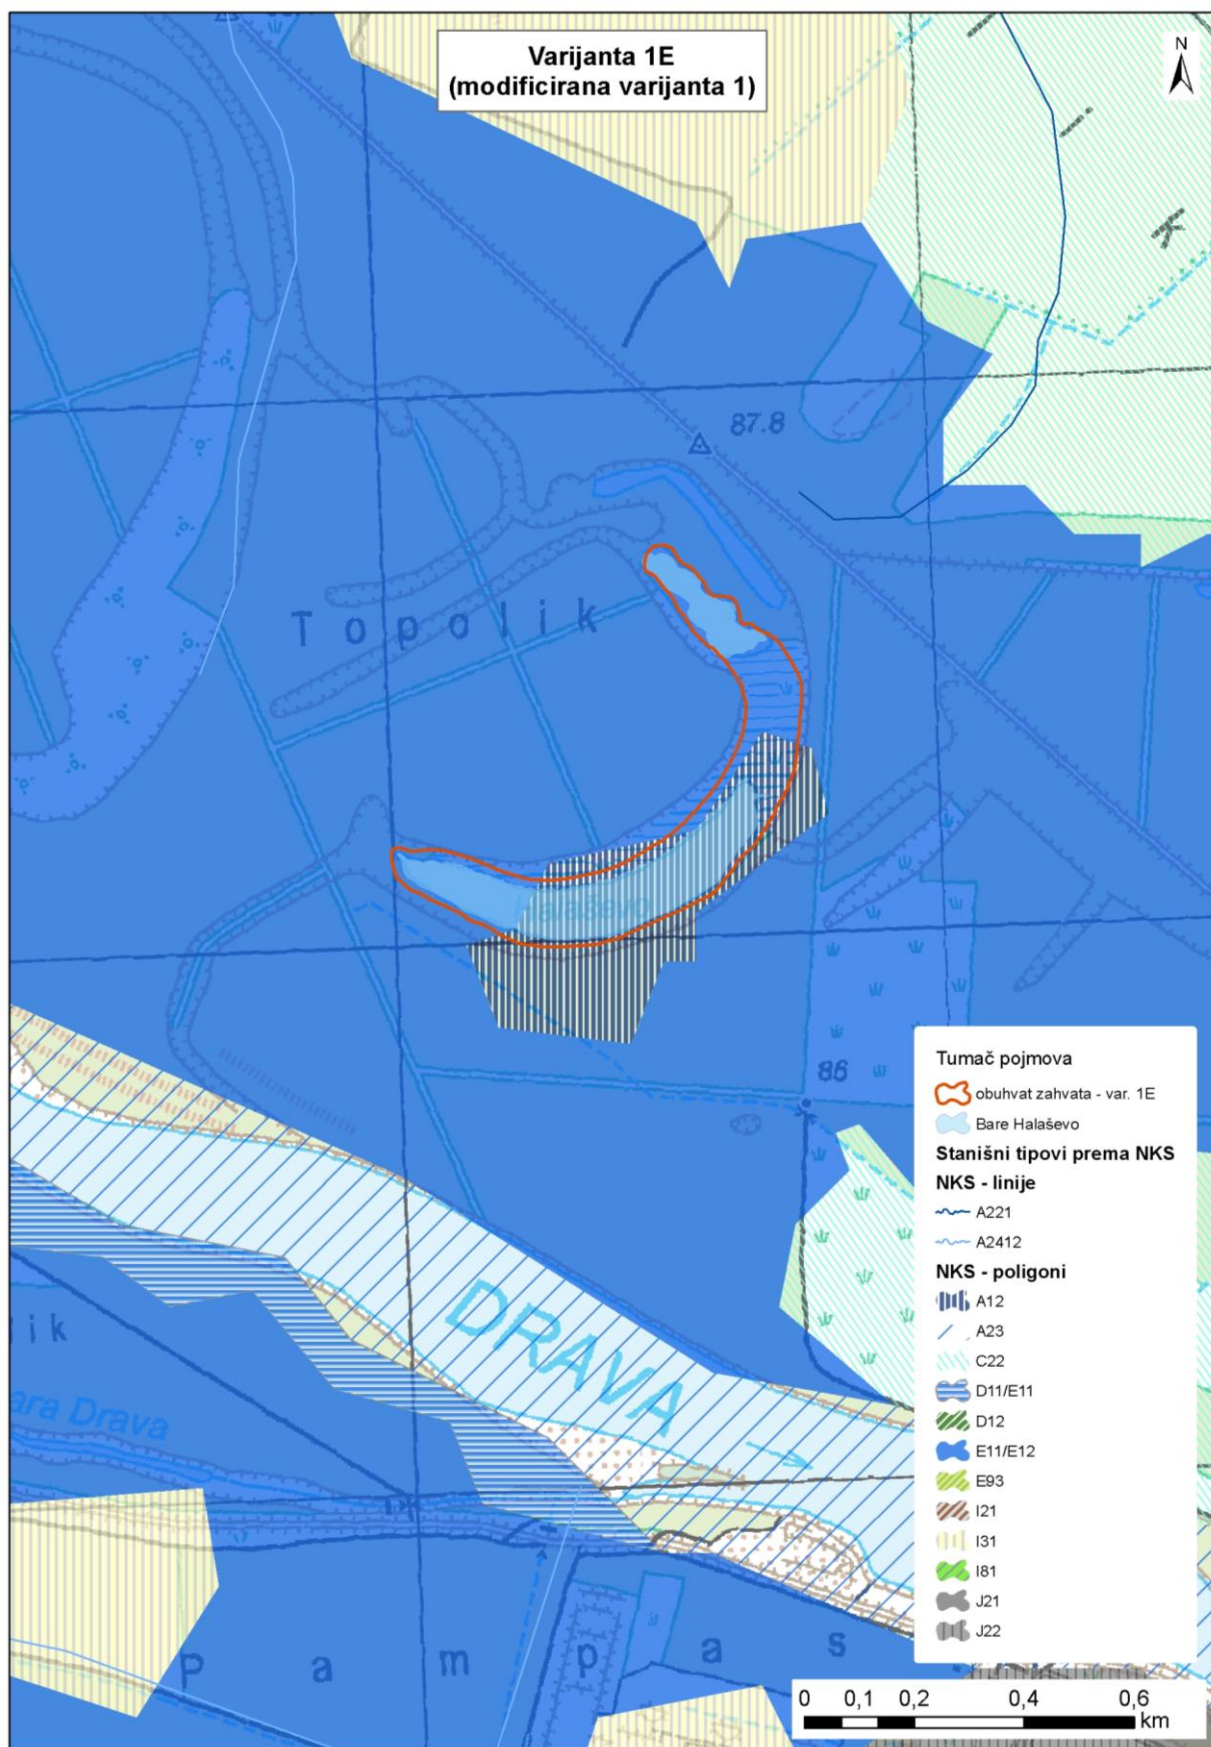 Varijanta 1E
(modificirana varijanta 1)
N
K
87.8
Topolik
Halaševo
86
DRAVA
ik
ara Drava
Pampas
Tumač pojmova
obuhvat zahvata - var. 1E
Bare Halaševo
Stanišni tipovi prema NKS
NKS - linije
A221
A2412
NKS - poligoni
A12
A23
C22
D11/E11
D12
E11/E12
E93
I21
I31
I81
J21
J22
0 0,1 0,2 0,4 0,6
km